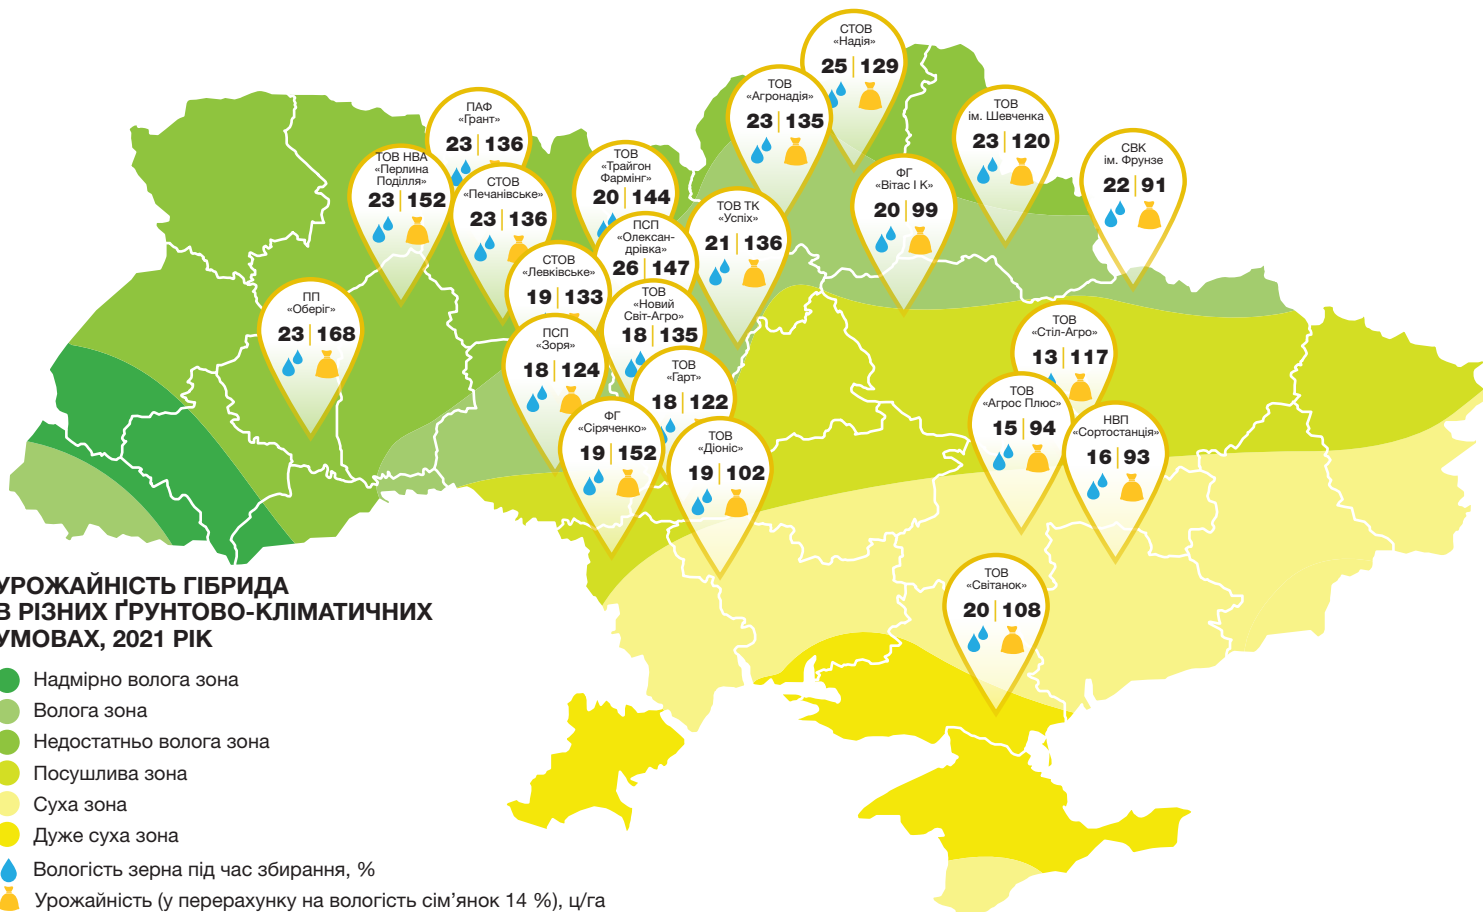 СТОВ
«Надія»
25 | 129
ТОВ
«Агронадія»
23 | 135
ПАФ
«Грант»
23 | 136
ТОВ
ім. Шевченка
23 | 120
СВК
ім. Фрунзе
22 | 91
ТОВ НВА
«Перлина
Поділля»
23 | 152
СТОВ
«Печанівське»
23 | 136
ТОВ
«Трайгон
Фармінг»
20 | 144
ФГ
«Вітас І К»
20 | 99
ТОВ ТК
«Успіх»
21 | 136
ПСП
«Олексан-
дрівка»
26 | 147
СТОВ
«Левківське»
19 | 133
ПП
«Оберіг»
23 | 168
ТОВ
«Новий
Світ-Агро»
18 | 135
ПСП
«Зоря»
18 | 124
ТОВ
«Стіл-Агро»
13 | 117
ТОВ
«Гарт»
18 | 122
ТОВ
«Агрос Плюс»
15 | 94
НВП
«Сортостанція»
16 | 93
ФГ
«Сіряченко»
19 | 152
ТОВ
«Діоніс»
19 | 102
ТОВ
«Світанок»
20 | 108
УРОЖАЙНІСТЬ ГІБРИДА
В РІЗНИХ ҐРУНТОВО-КЛІМАТИЧНИХ
УМОВАХ, 2021 РІК
Надмірно волога зона
Волога зона
Недостатньо волога зона
Посушлива зона
Суха зона
Дуже суха зона
Вологість зерна під час збирання, %
Урожайність (у перерахунку на вологість сім’янок 14 %), ц/га